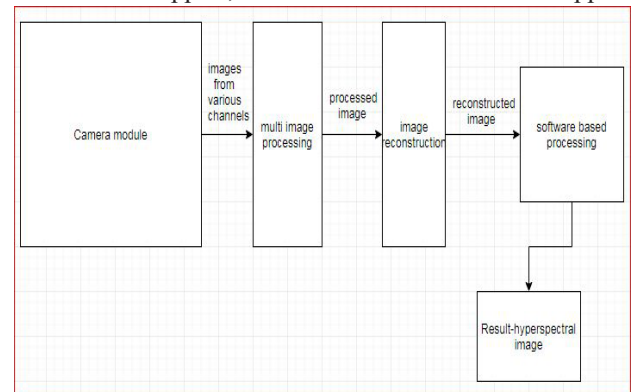 Camera module
images
from
various
channels
multi image
processing
processed
image
image
reconstruction
reconstructed
image
software based
processing
Result-hyperspectral
image